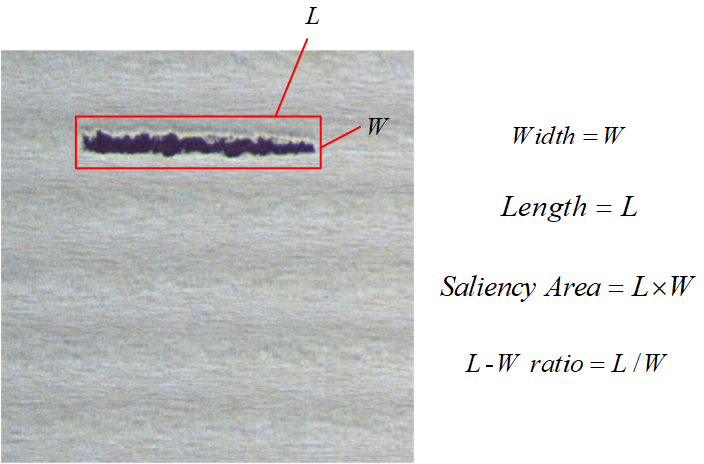 L
W
Width = W
Length = L
Saliency Area = L×W
L-W ratio = L / W